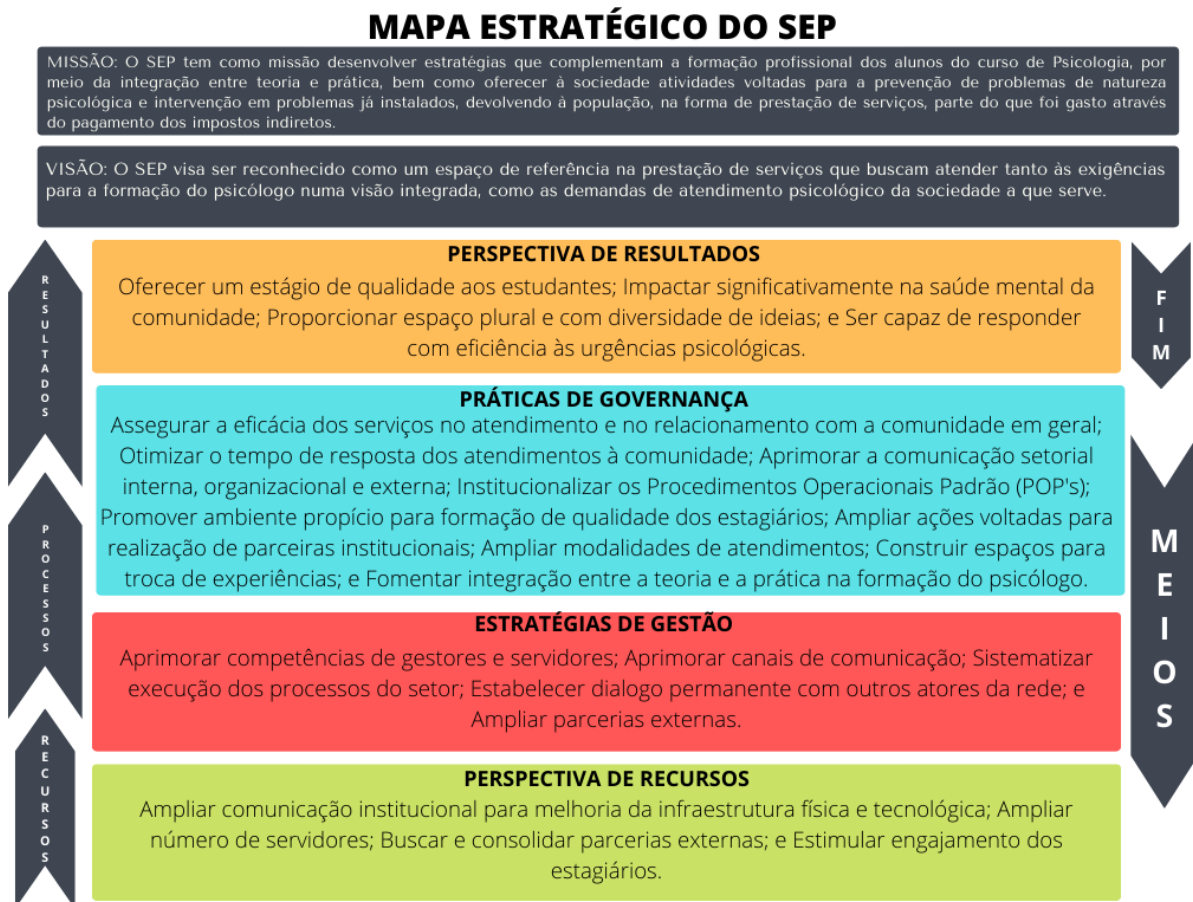 MAPA ESTRATÉGICO DO SEP
MISSÃO: O SEP tem como missão desenvolver estratégias que complementam a formação profissional dos alunos do curso de Psicologia, por
meio da integração entre teoria e prática, bem como oferecer à sociedade atividades voltadas para a prevenção de problemas de natureza
psicológica e intervenção em problemas já instalados, devolvendo à população, na forma de prestação de serviços, parte do que foi gasto através
do pagamento dos impostos indiretos.
VISÃO: O SEP visa ser reconhecido como um espaço de referência na prestação de serviços que buscam atender tanto às exigências
para a formação do psicólogo numa visão integrada, como as demandas de atendimento psicológico da sociedade a que serve.
RESULTADOS
PERSPECTIVA DE RESULTADOS
Oferecer um estágio de qualidade aos estudantes; Impactar significativamente na saúde mental da
comunidade; Proporcionar espaço plural e com diversidade de ideias; e Ser capaz de responder
com eficiência às urgências psicológicas.
FIM
PROCESSOS
PRÁTICAS DE GOVERNANÇA
Assegurar a eficácia dos serviços no atendimento e no relacionamento com a comunidade em geral;
Otimizar o tempo de resposta dos atendimentos à comunidade; Aprimorar a comunicação setorial
interna, organizacional e externa; Institucionalizar os Procedimentos Operacionais Padrão (POP's);
Promover ambiente propício para formação de qualidade dos estagiários; Ampliar ações voltadas para
realização de parceiras institucionais; Ampliar modalidades de atendimentos; Construir espaços para
troca de experiências; e Fomentar integração entre a teoria e a prática na formação do psicólogo.
MEIOS
ESTRATÉGIAS DE GESTÃO
Aprimorar competências de gestores e servidores; Aprimorar canais de comunicação; Sistematizar
execução dos processos do setor; Estabelecer dialogo permanente com outros atores da rede; e
Ampliar parcerias externas.
RECURSOS
PERSPECTIVA DE RECURSOS
Ampliar comunicação institucional para melhoria da infraestrutura física e tecnológica; Ampliar
número de servidores; Buscar e consolidar parcerias externas; e Estimular engajamento dos
estagiários.